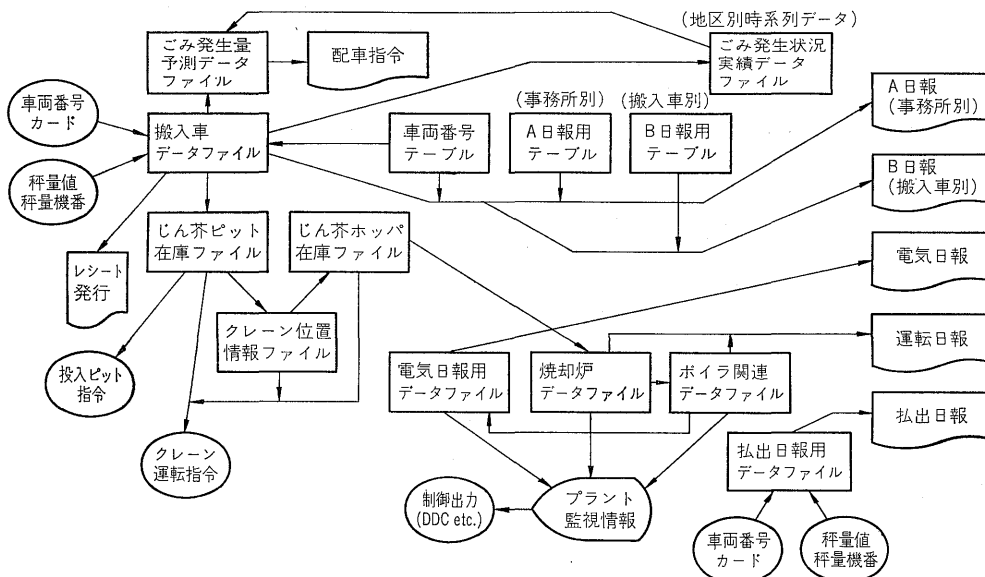 (地区別時系列データ)
ごみ発生量
予測データ
ファイル
配車指令
ごみ発生状況
実績データ
ファイル
車両番号
カード
搬入車
データファイル
(事務所別)
(搬入車別)
車両番号
テーブル
A日報用
テーブル
B日報用
テーブル
A日報
(事務所別)
秤量値
秤量機番
B日報
(搬入車別)
じん芥ピット
在庫ファイル
じん芥ホッパ
在庫ファイル
レシート
発行
電気日報
クレーン位置
情報ファイル
運転日報
投入ピット
指令
電気日報用
データファイル
焼却炉
データファイル
ボイラ関連
データファイル
払出日報
クレーン
運転指令
払出日報用
データファイル
制御出力
(DDC etc.)
プラント
監視情報
車両番号
カード
秤量値
秤量機番